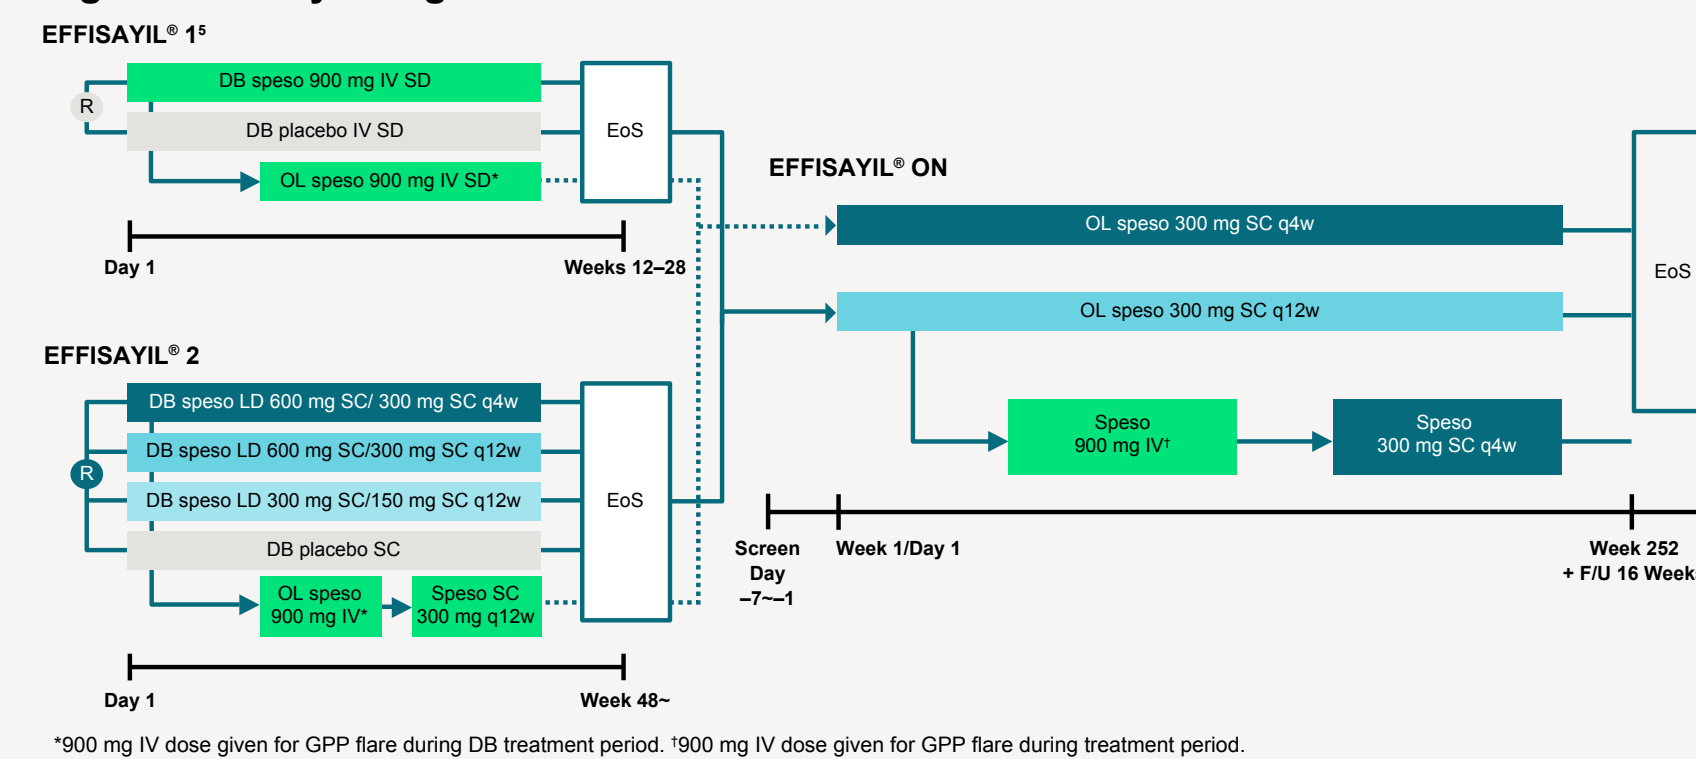 EFFISAYIL® 1⁵
DB speso 900 mg IV SD
R
DB placebo IV SD
EoS
OL speso 900 mg IV SD*
Day 1
Weeks 12–28
EFFISAYIL® 2
DB speso LD 600 mg SC/ 300 mg SC q4w
DB speso LD 600 mg SC/300 mg SC q12w
R
DB speso LD 300 mg SC/150 mg SC q12w
EoS
DB placebo SC
OL speso
900 mg IV*
Speso SC
300 mg q12w
Day 1
Week 48~
EFFISAYIL® ON
OL speso 300 mg SC q4w
EoS
OL speso 300 mg SC q12w
Speso
900 mg IV†
Speso
300 mg SC q4w
Screen
Day
–7~–1
Week 1/Day 1
Week 252
+ F/U 16 Weeks
*900 mg IV dose given for GPP flare during DB treatment period. †900 mg IV dose given for GPP flare during treatment period.